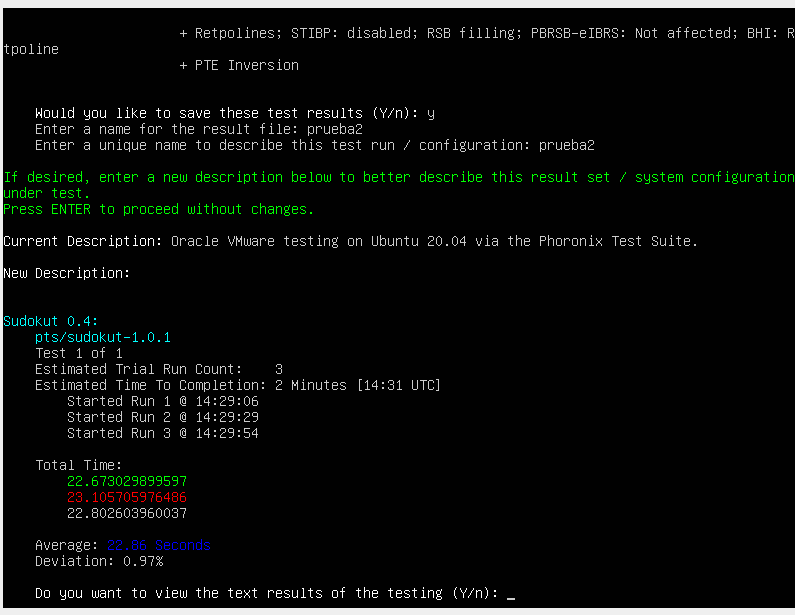 + Retpolines; STIBP: disabled; RSB filling; PBRSB-eIBRS: Not affected; BHI: R
tpoline
+ PTE Inversion
Would you like to save these test results (Y/n): y
Enter a name for the result file: prueba2
Enter a unique name to describe this test run / configuration: prueba2
If desired, enter a new description below to better describe this result set / system configuration
under test.
Press ENTER to proceed without changes.
Current Description: Oracle VMware testing on Ubuntu 20.04 via the Phoronix Test Suite.
New Description:
Sudokut 0.4:
pts/sudokut-1.0.1
Test 1 of 1
Estimated Trial Run Count:    3
Estimated Time To Completion: 2 Minutes [14:31 UTC]
Started Run 1 @ 14:29:06
Started Run 2 @ 14:29:29
Started Run 3 @ 14:29:54
Total Time:
22.673029899597
23.105705976486
22.802603960037
Average: 22.86 Seconds
Deviation: 0.97%
Do you want to view the text results of the testing (Y/n): _